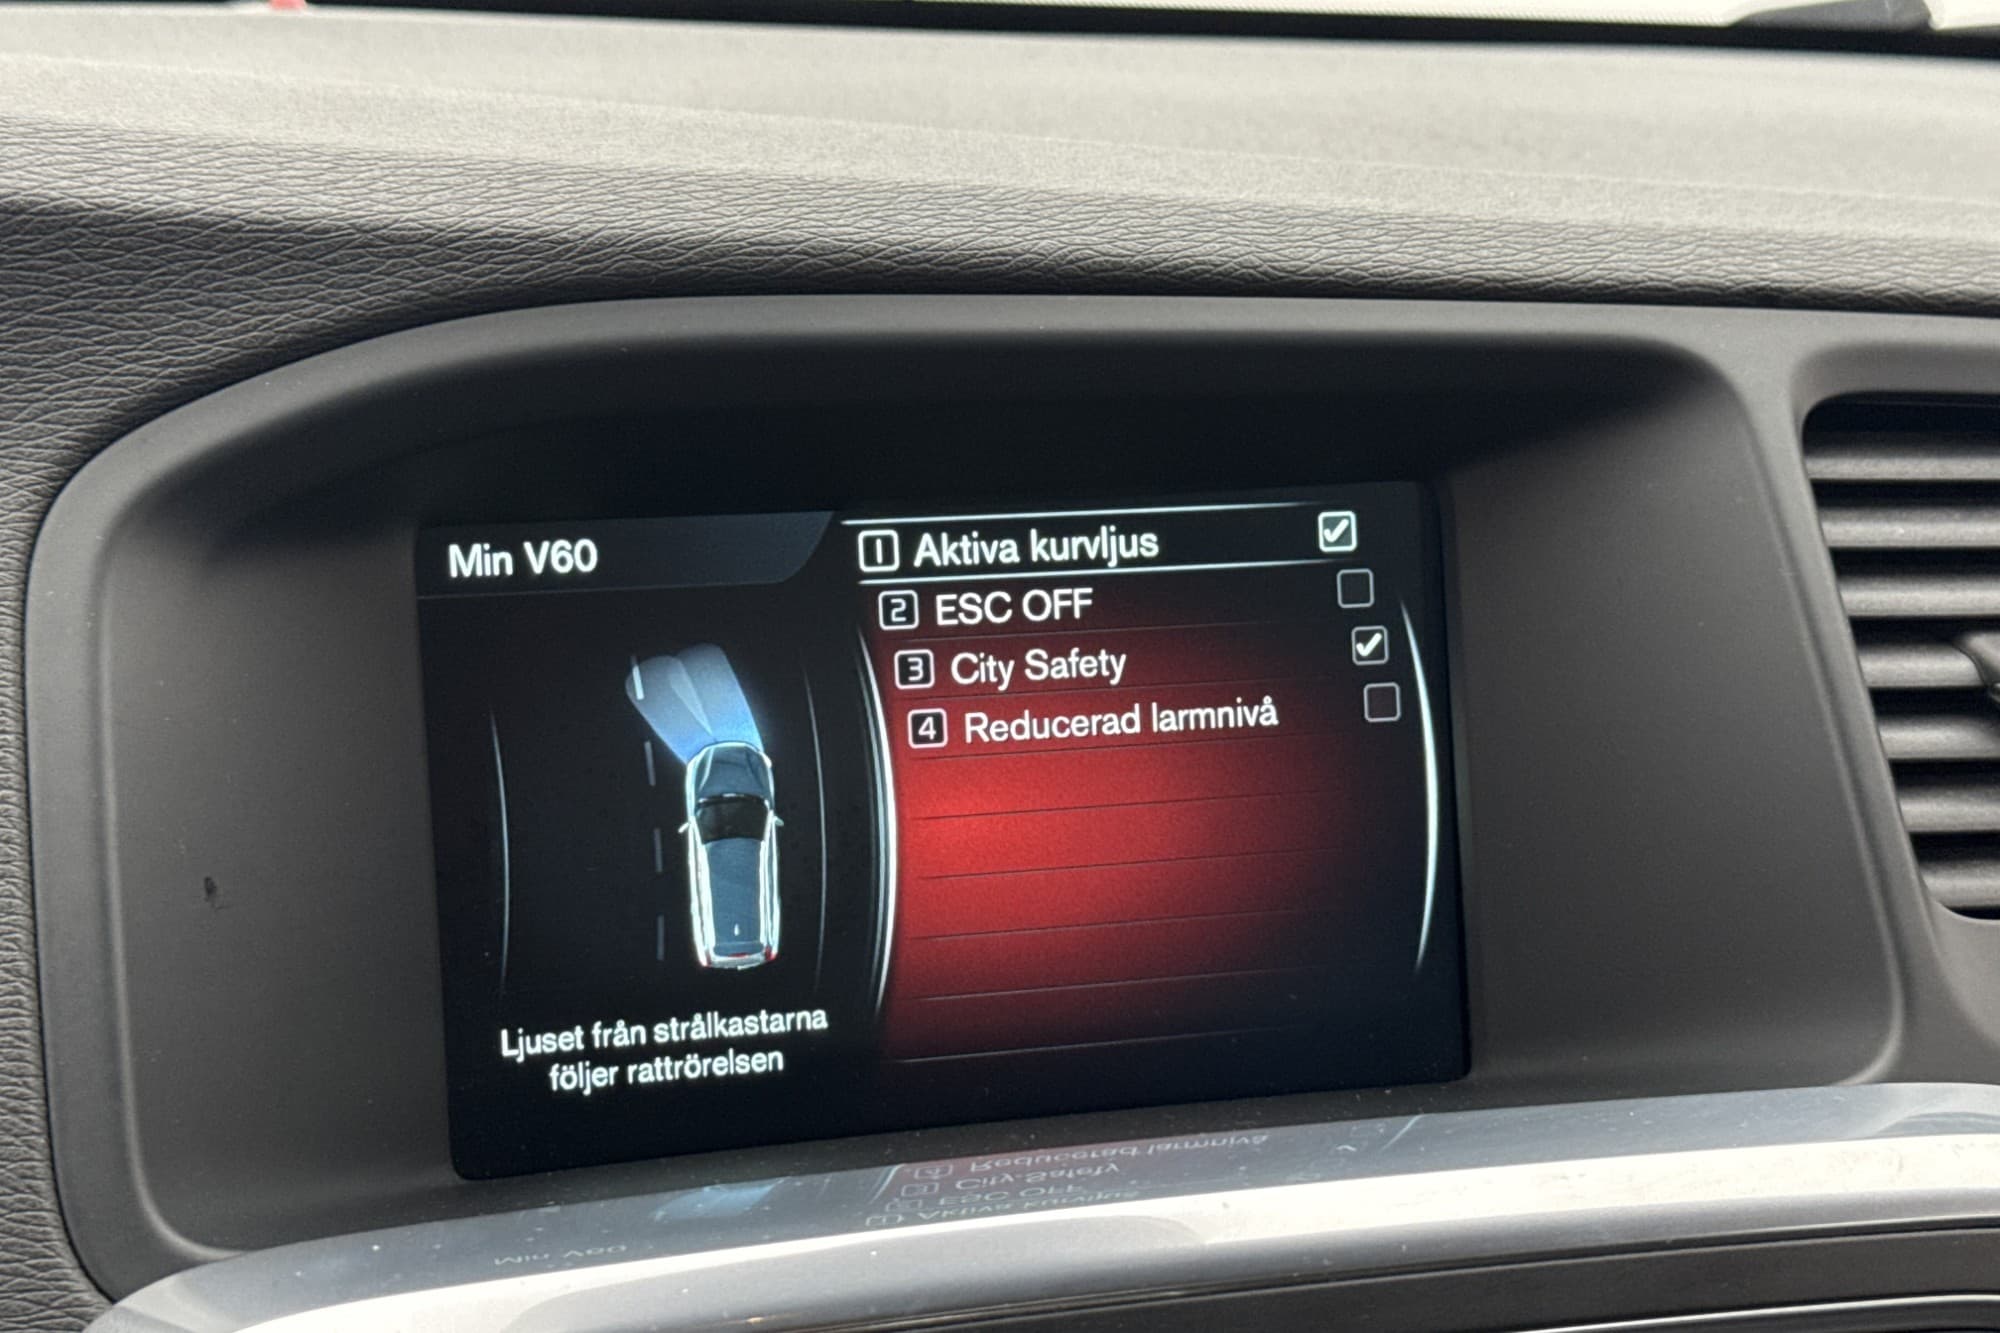 Min V60
1 Aktiva kurvljus
2 ESC OFF
3 City Safety
4 Reducerad larmnivå
Ljuset från strålkastarna
följer rattrörelsen